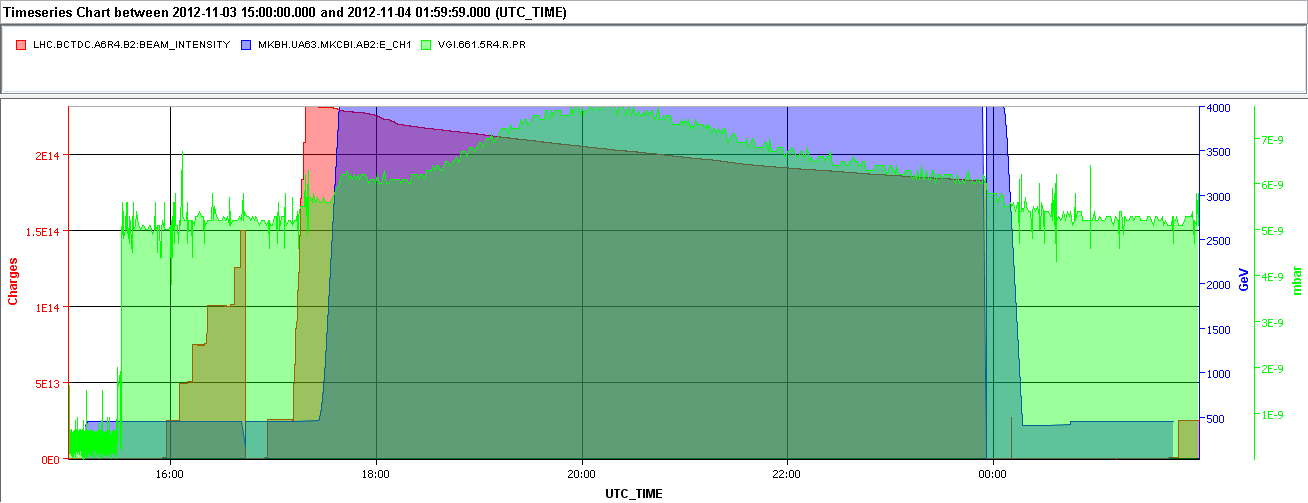 Timeseries Chart between 2012-11-03 15:00:00.000 and 2012-11-04 01:59:59.000 (UTC_TIME)
LHC.BCTDC.A6R4.B2:BEAM_INTENSITY MKBH.UA63.MKCBI.AB2:E_CH1 VGI.661.5R4.R.PR
Charges
2E14
1.5E14
1E14
5E13
0E0
4000
3500
3000
2500
2000
1500
1000
500
GeV
7E-9
6E-9
5E-9
4E-9
3E-9
2E-9
1E-9
mbar
16:00 18:00 20:00 22:00 00:00
UTC_TIME